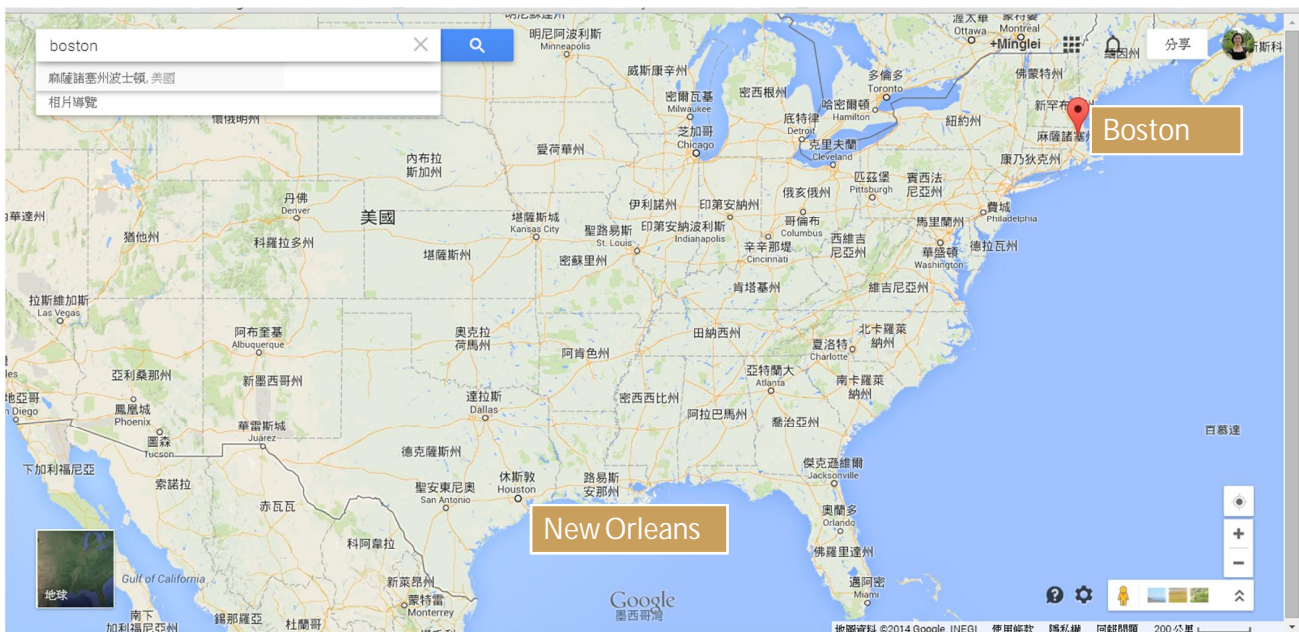 boston
麻薩諸塞州波士頓, 美國
相片導覽
+Minglei
分享
渥太華
Ottawa
蒙特婁
Montreal
明尼阿波利斯
Minneapolis
緬因州
威斯康辛州
多倫多
Toronto
佛蒙特州
密爾瓦基
Milwaukee
密西根州
哈密爾頓
Hamilton
底特律
Detroit
紐約州
Boston
芝加哥
Chicago
克里夫蘭
Cleveland
愛荷華州
康乃狄克州
懷俄明州
內布拉
斯加州
匹茲堡
Pittsburgh
賓西法
尼亞州
丹佛
Denver
美國
俄亥俄州
伊利諾州
印第安納州
費城
Philadelphia
猶他州
科羅拉多州
堪薩斯城
Kansas City
聖路易斯
St. Louis
印第安納波利斯
Indianapolis
哥倫布
Columbus
馬里蘭州
辛辛那堤
Cincinnati
西維吉
尼亞州
華盛頓
Washington
德拉瓦州
堪薩斯州
密蘇里州
肯塔基州
維吉尼亞州
拉斯維加斯
Las Vegas
阿布奎基
Albuquerque
奧克拉
荷馬州
阿肯色州
田納西州
夏洛特
Charlotte
北卡羅萊
納州
亞利桑那州
新墨西哥州
亞特蘭大
Atlanta
南卡羅萊
納州
鳳凰城
Phoenix
達拉斯
Dallas
密西西比州
阿拉巴馬州
喬治亞州
圖森
Tucson
華雷斯城
Juárez
百慕達
德克薩斯州
下加利福尼亞
索諾拉
傑克遜維爾
Jacksonville
聖安東尼奧
San Antonio
休斯敦
Houston
路易斯
安那州
赤瓦瓦
New Orleans
奧蘭多
Orlando
科阿韋拉
佛羅里達州
Gulf of California
地球
新萊昂州
邁阿密
Miami
蒙特雷
Monterrey
Google
墨西哥灣
南下
加利福尼亞州
錫那羅亞
杜蘭哥
地圖資料 ©2014 Google, INEGI
使用條款
隱私權
回報問題
200 公里